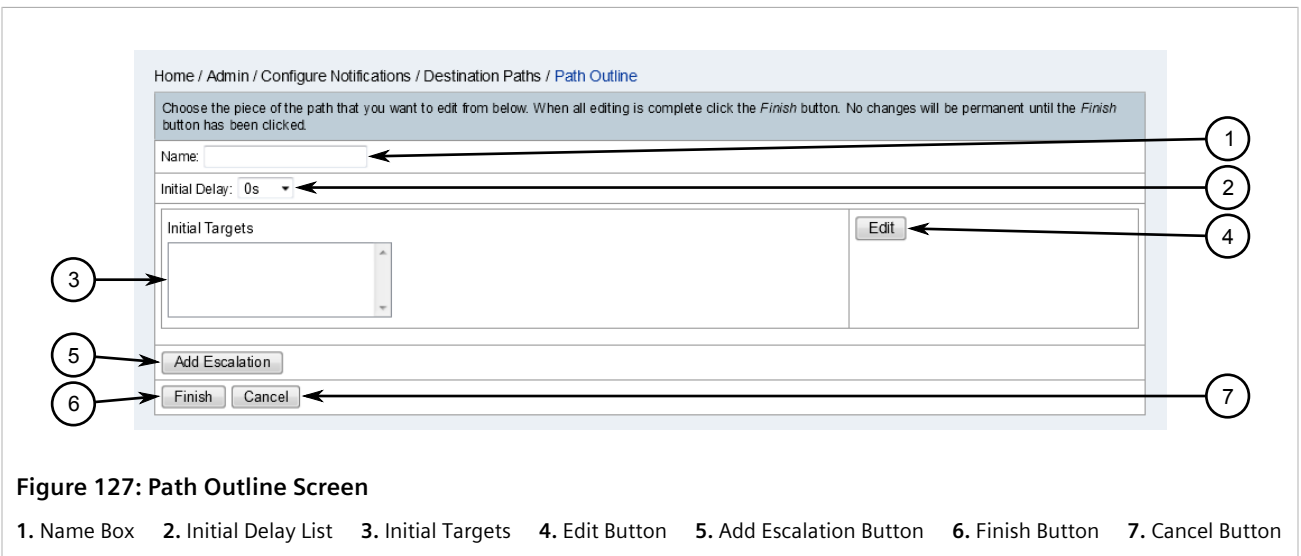 Home / Admin / Configure Notifications / Destination Paths / Path Outline
Choose the piece of the path that you want to edit from below. When all editing is complete click the Finish button. No changes will be permanent until the Finish
button has been clicked.
Name:
1
Initial Delay: 0s
2
Initial Targets
Edit
4
3
5
Add Escalation
6
Finish Cancel
7
Figure 127: Path Outline Screen
1. Name Box 2. Initial Delay List 3. Initial Targets 4. Edit Button 5. Add Escalation Button 6. Finish Button 7. Cancel Button